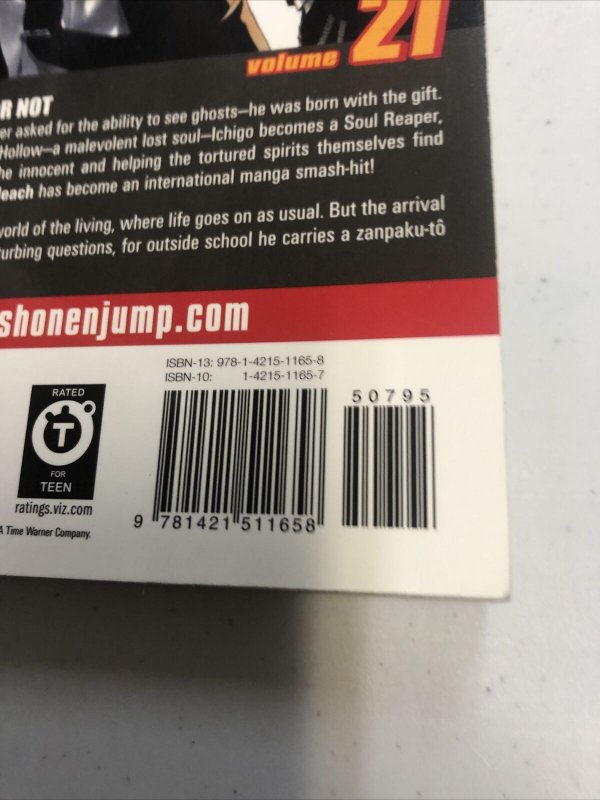 volume 21
R NOT
er asked for the ability to see ghosts—he was born with the gift.
Hollow—a malevolent lost soul—Ichigo becomes a Soul Reaper,
he innocent and helping the tortured spirits themselves find
leach has become an international manga smash-hit!
world of the living, where life goes on as usual. But the arrival
turbing questions, for outside school he carries a zanpaku-tô
shonenjump.com
ISBN-13: 978-1-4215-1165-8
ISBN-10: 1-4215-1165-7
50795
RATED
T
FOR
TEEN
ratings.viz.com
A Time Warner Company.
9 781421 511658